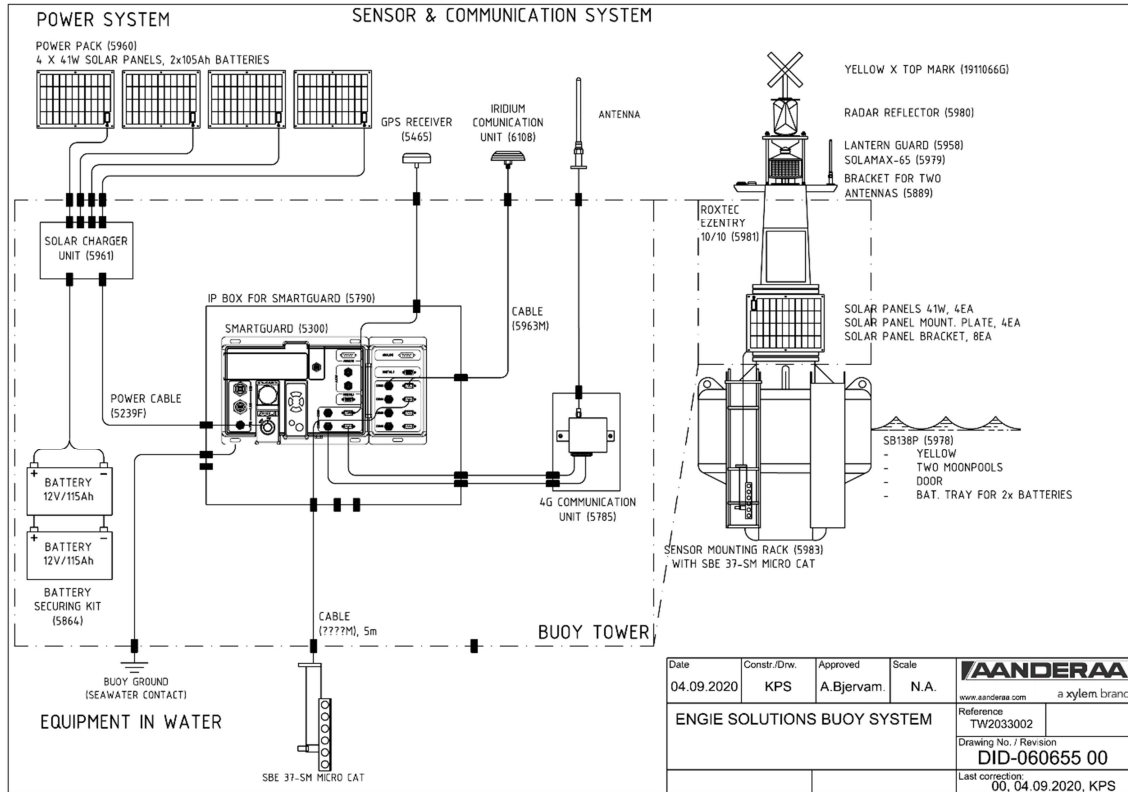 POWER SYSTEM
SENSOR & COMMUNICATION SYSTEM
POWER PACK (5960)
4 X 41W SOLAR PANELS, 2x105Ah BATTERIES
GPS RECEIVER
(5465)
IRIDIUM
COMUNICATION
UNIT (6108)
ANTENNA
YELLOW X TOP MARK (1911066G)
RADAR REFLECTOR (5980)
LANTERN GUARD (5958)
SOLAMAX-65 (5979)
BRACKET FOR TWO
ANTENNAS (5889)
ROXTEC
EZENTRY
10/10 (5981)
SOLAR CHARGER
UNIT (5961)
IP BOX FOR SMARTGUARD (5790)
SMARTGUARD (5300)
CABLE
(5963M)
SOLAR PANELS 41W, 4EA
SOLAR PANEL MOUNT. PLATE, 4EA
SOLAR PANEL BRACKET, 8EA
POWER CABLE
(5239F)
+ -
BATTERY
12V/115Ah
+ -
BATTERY
12V/115Ah
BATTERY
SECURING KIT
(5864)
4G COMMUNICATION
UNIT (5785)
SB138P (5978)
- YELLOW
- TWO MOONPOOLS
- DOOR
- BAT. TRAY FOR 2x BATTERIES
SENSOR MOUNTING RACK (5983)
WITH SBE 37-SM MICRO CAT
CABLE
(????M), 5m
BUOY TOWER
BUOY GROUND
(SEAWATER CONTACT)
EQUIPMENT IN WATER
SBE 37-SM MICRO CAT
Date
04.09.2020
Constr./Drw.
KPS
Approved
A.Bjervam.
Scale
N.A.
AANDERAA
www.aanderaa.com
a xylem brand
ENGIE SOLUTIONS BUOY SYSTEM
Reference
TW2033002
Drawing No. / Revision
DID-060655 00
Last correction:
00, 04.09.2020, KPS